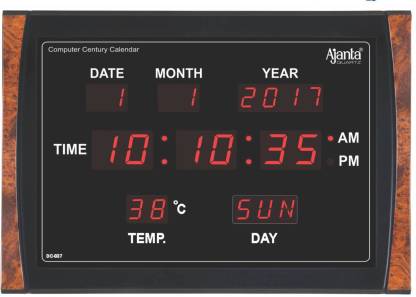 Computer Century Calendar
Ajanta
QUARTZ
DATE MONTH YEAR
1 1 2017
TIME 10:10:35 AM
PM
38 °C SUN
TEMP. DAY
DC-887